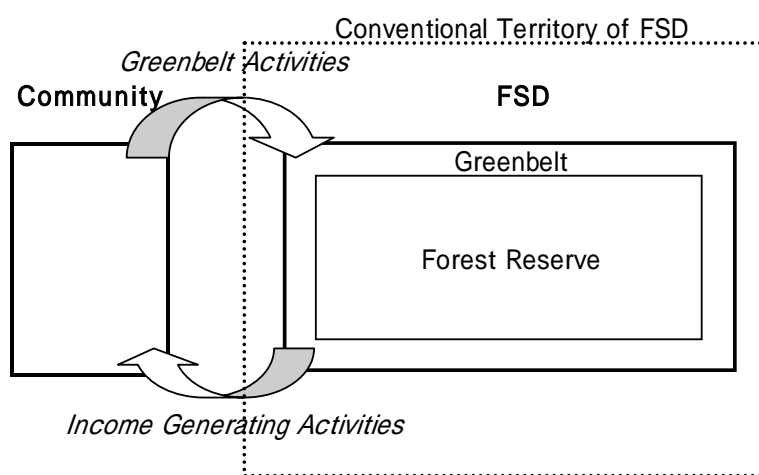 Conventional Territory of FSD
Greenbelt Activities
Community
FSD
Greenbelt
Forest Reserve
Income Generating Activities